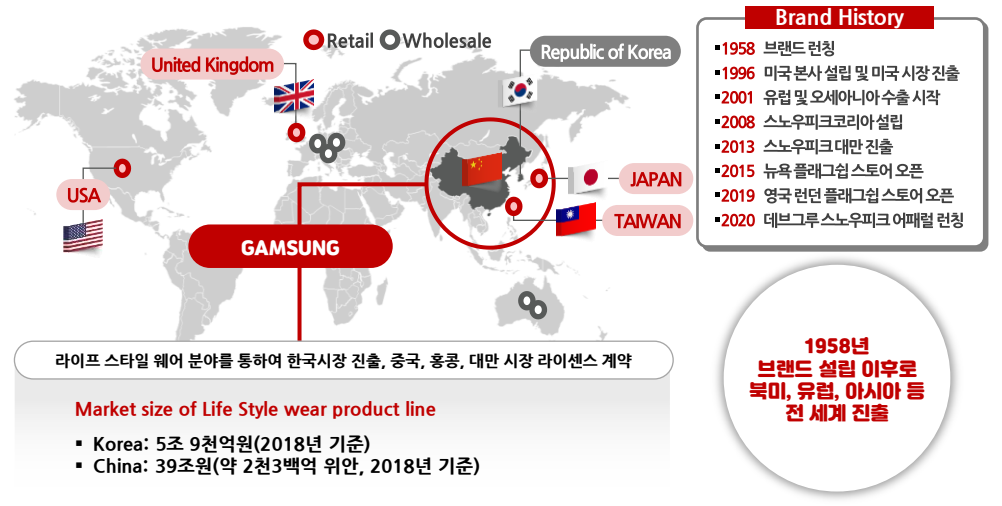 Retail Wholesale
United Kingdom
Republic of Korea
USA
JAPAN
TAIWAN
GAMSUNG
Brand History
1958 브랜드 런칭
1996 미국 본사 설립 및 미국 시장 진출
2001 유럽 및 오세아니아 수출 시작
2008 스노우피크코리아 설립
2013 스노우피크 대만 진출
2015 뉴욕 플래그쉽 스토어 오픈
2019 영국 런던 플래그쉽 스토어 오픈
2020 데브그루 스노우피크 어패럴 런칭
라이프 스타일 웨어 분야를 통하여 한국시장 진출, 중국, 홍콩, 대만 시장 라이센스 계약
Market size of Life Style wear product line
▪ Korea: 5조 9천억원(2018년 기준)
▪ China: 39조원(약 2천3백억 위안, 2018년 기준)
1958년
브랜드 설립 이후로
북미, 유럽, 아시아 등
전 세계 진출